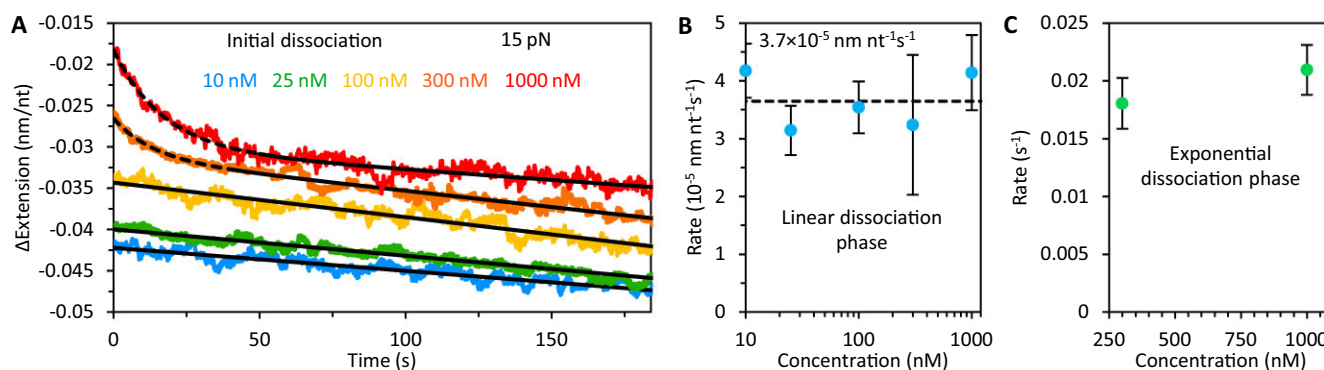 A
ΔExtension (nm/nt)
-0.015
-0.02
-0.025
-0.03
-0.035
-0.04
-0.045
-0.05
Initial dissociation 15 pN
10 nM 25 nM 100 nM 300 nM 1000 nM
0 50 100 150
Time (s)
B
Rate (10⁻⁵ nm nt⁻¹s⁻¹)
5
4
3
2
5
1
0
3.7×10⁻⁵ nm nt⁻¹s⁻¹
Linear dissociation
phase
10 100 1000
Concentration (nM)
C
Rate (s⁻¹)
0.025
0.02
0.015
0.01
0.005
0
Exponential
dissociation phase
250 500 750 1000
Concentration (nM)